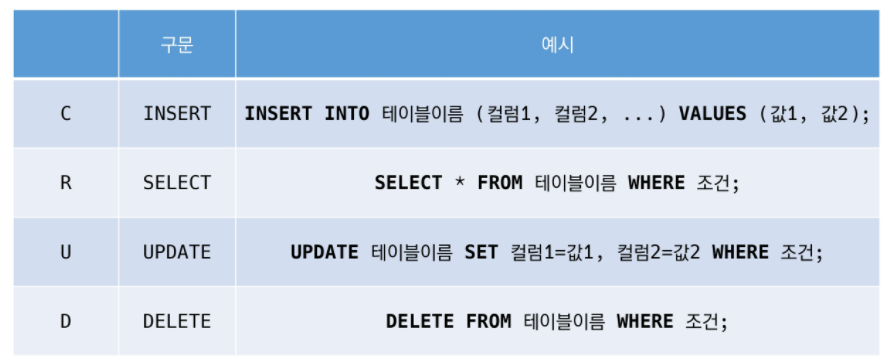 구문 예시
C INSERT INSERT INTO 테이블이름 (컬럼1, 컬럼2, ...) VALUES (값1, 값2);
R SELECT SELECT * FROM 테이블이름 WHERE 조건;
U UPDATE UPDATE 테이블이름 SET 컬럼1=값1, 컬럼2=값2 WHERE 조건;
D DELETE DELETE FROM 테이블이름 WHERE 조건;